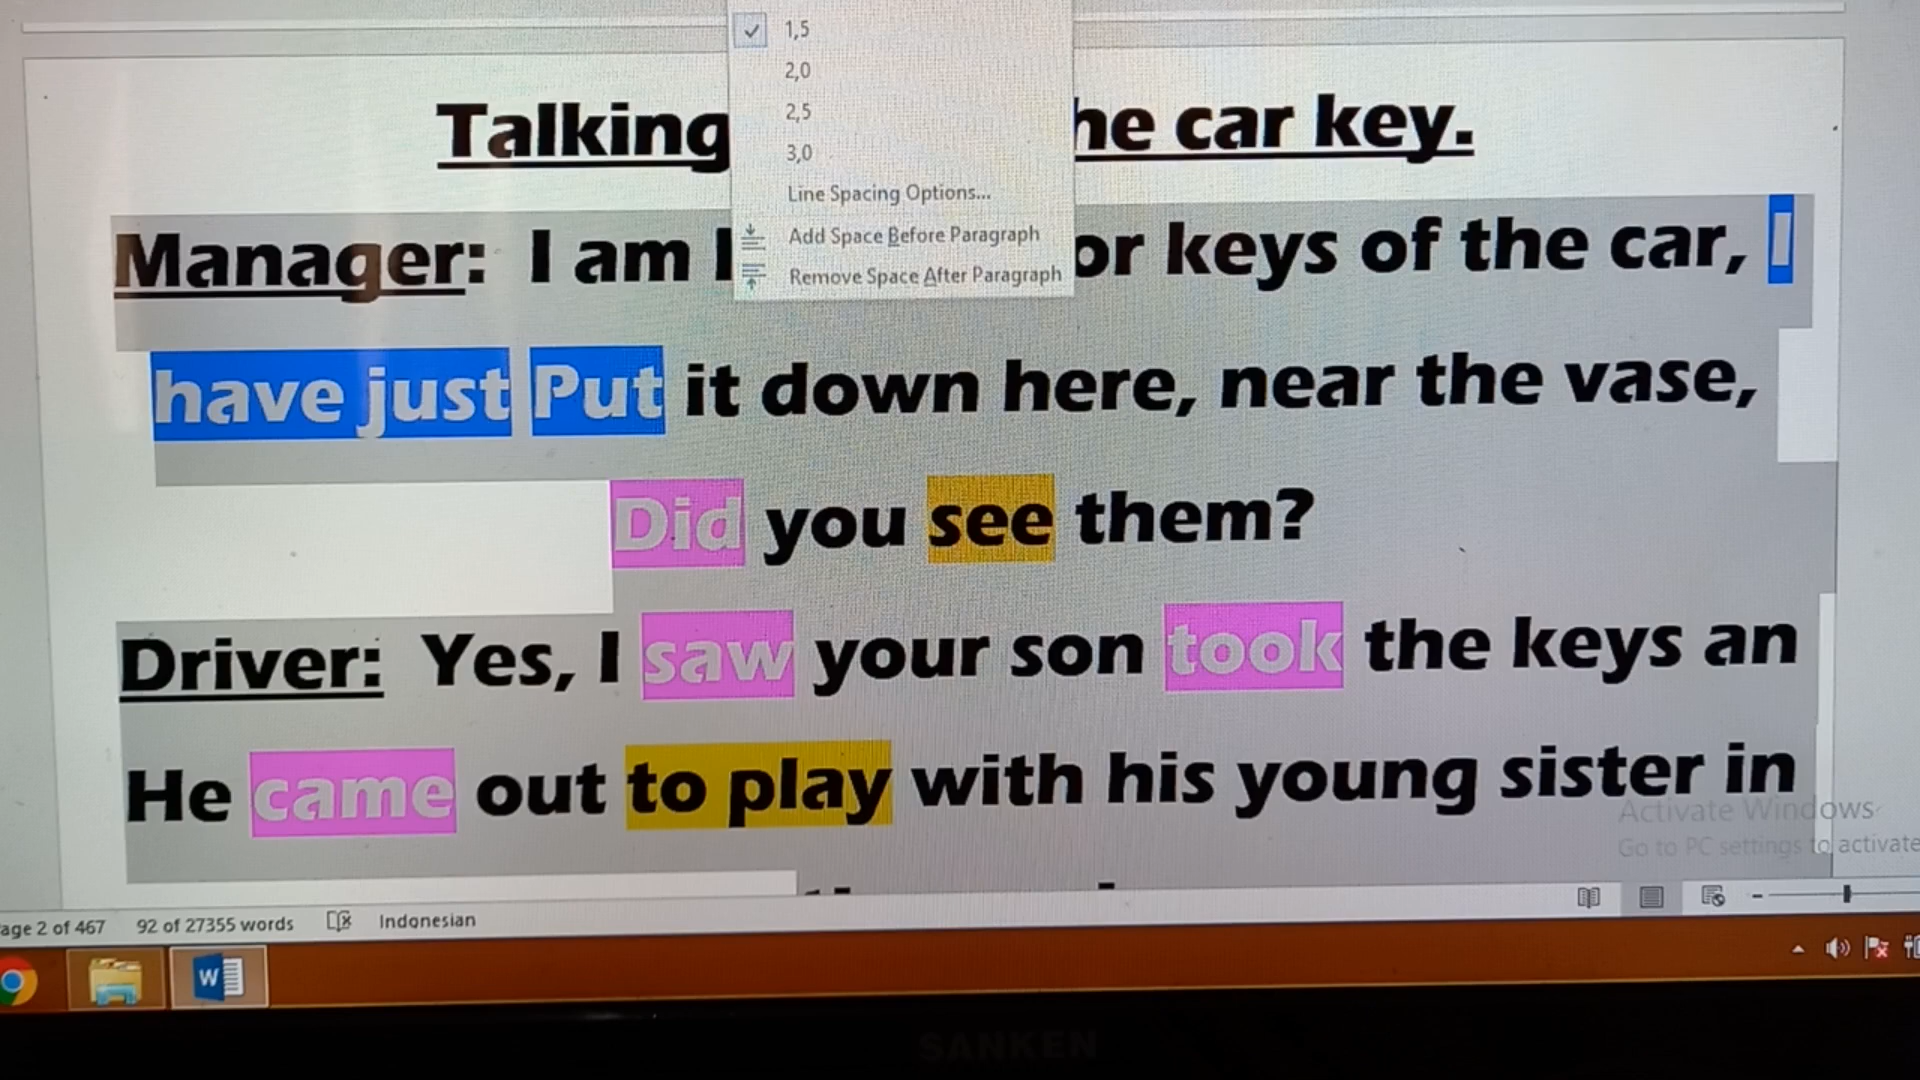 1,5
2,0
2,5
3,0
Line Spacing Options...
Add Space Before Paragraph
Remove Space After Paragraph
Talking he car key.
Manager: I am l or keys of the car, I
have just Put it down here, near the vase,
Did you see them?
Driver: Yes, I saw your son took the keys an
He came out to play with his young sister in
Activate Windows
Go to PC settings to activate
age 2 of 467 92 of 27355 words Indonesian
SANKEN